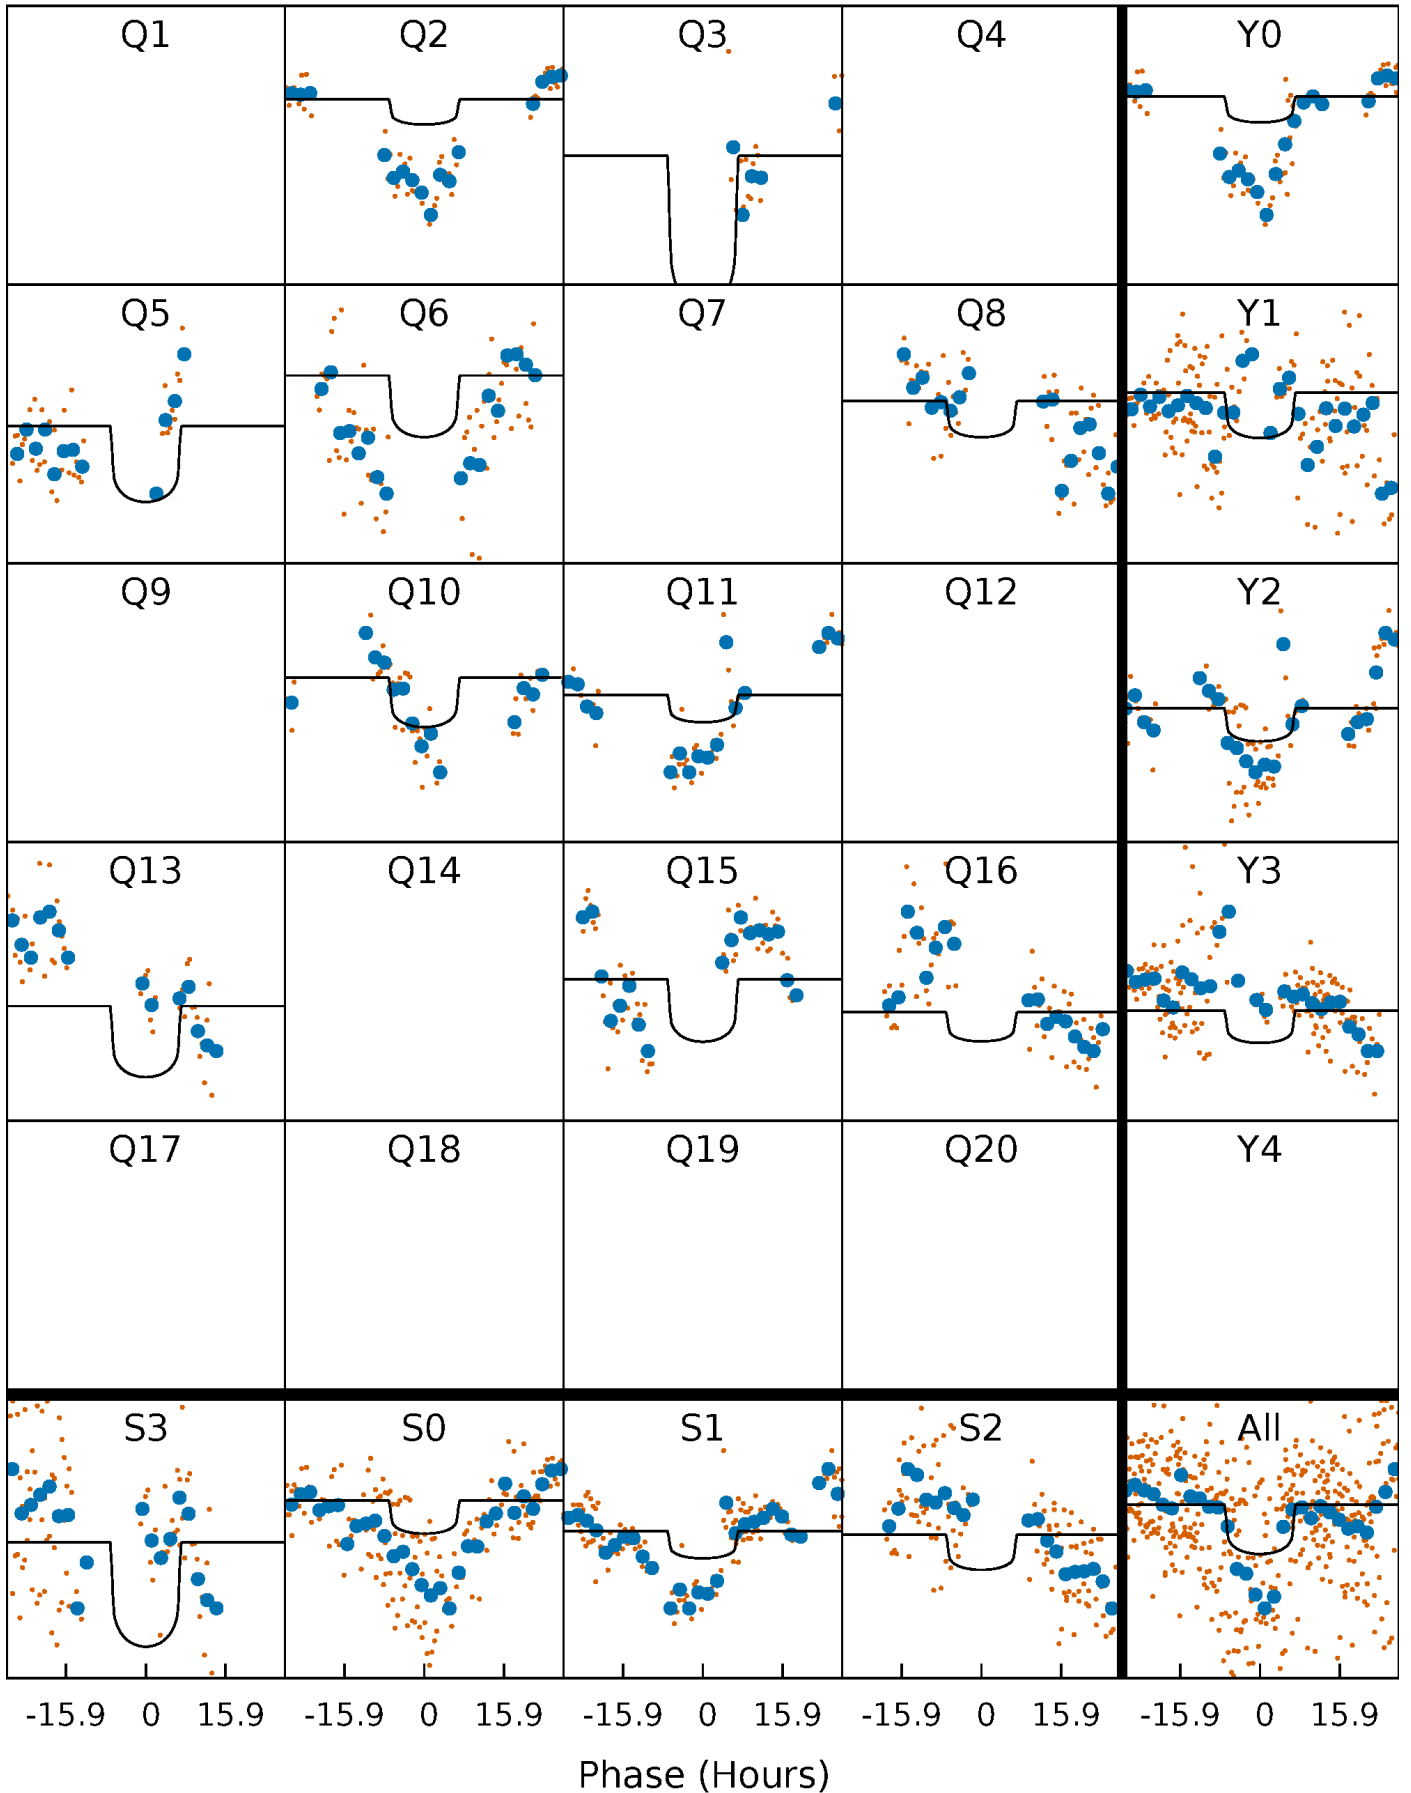 Q1 Q2 Q3 Q4 Y0
Q5 Q6 Q7 Q8 Y1
Q9 Q10 Q11 Q12 Y2
Q13 Q14 Q15 Q16 Y3
Q17 Q18 Q19 Q20 Y4
S3 S0 S1 S2 All
-15.9 0 15.9 -15.9 0 15.9 -15.9 0 15.9 -15.9 0 15.9 -15.9 0 15.9
Phase (Hours)